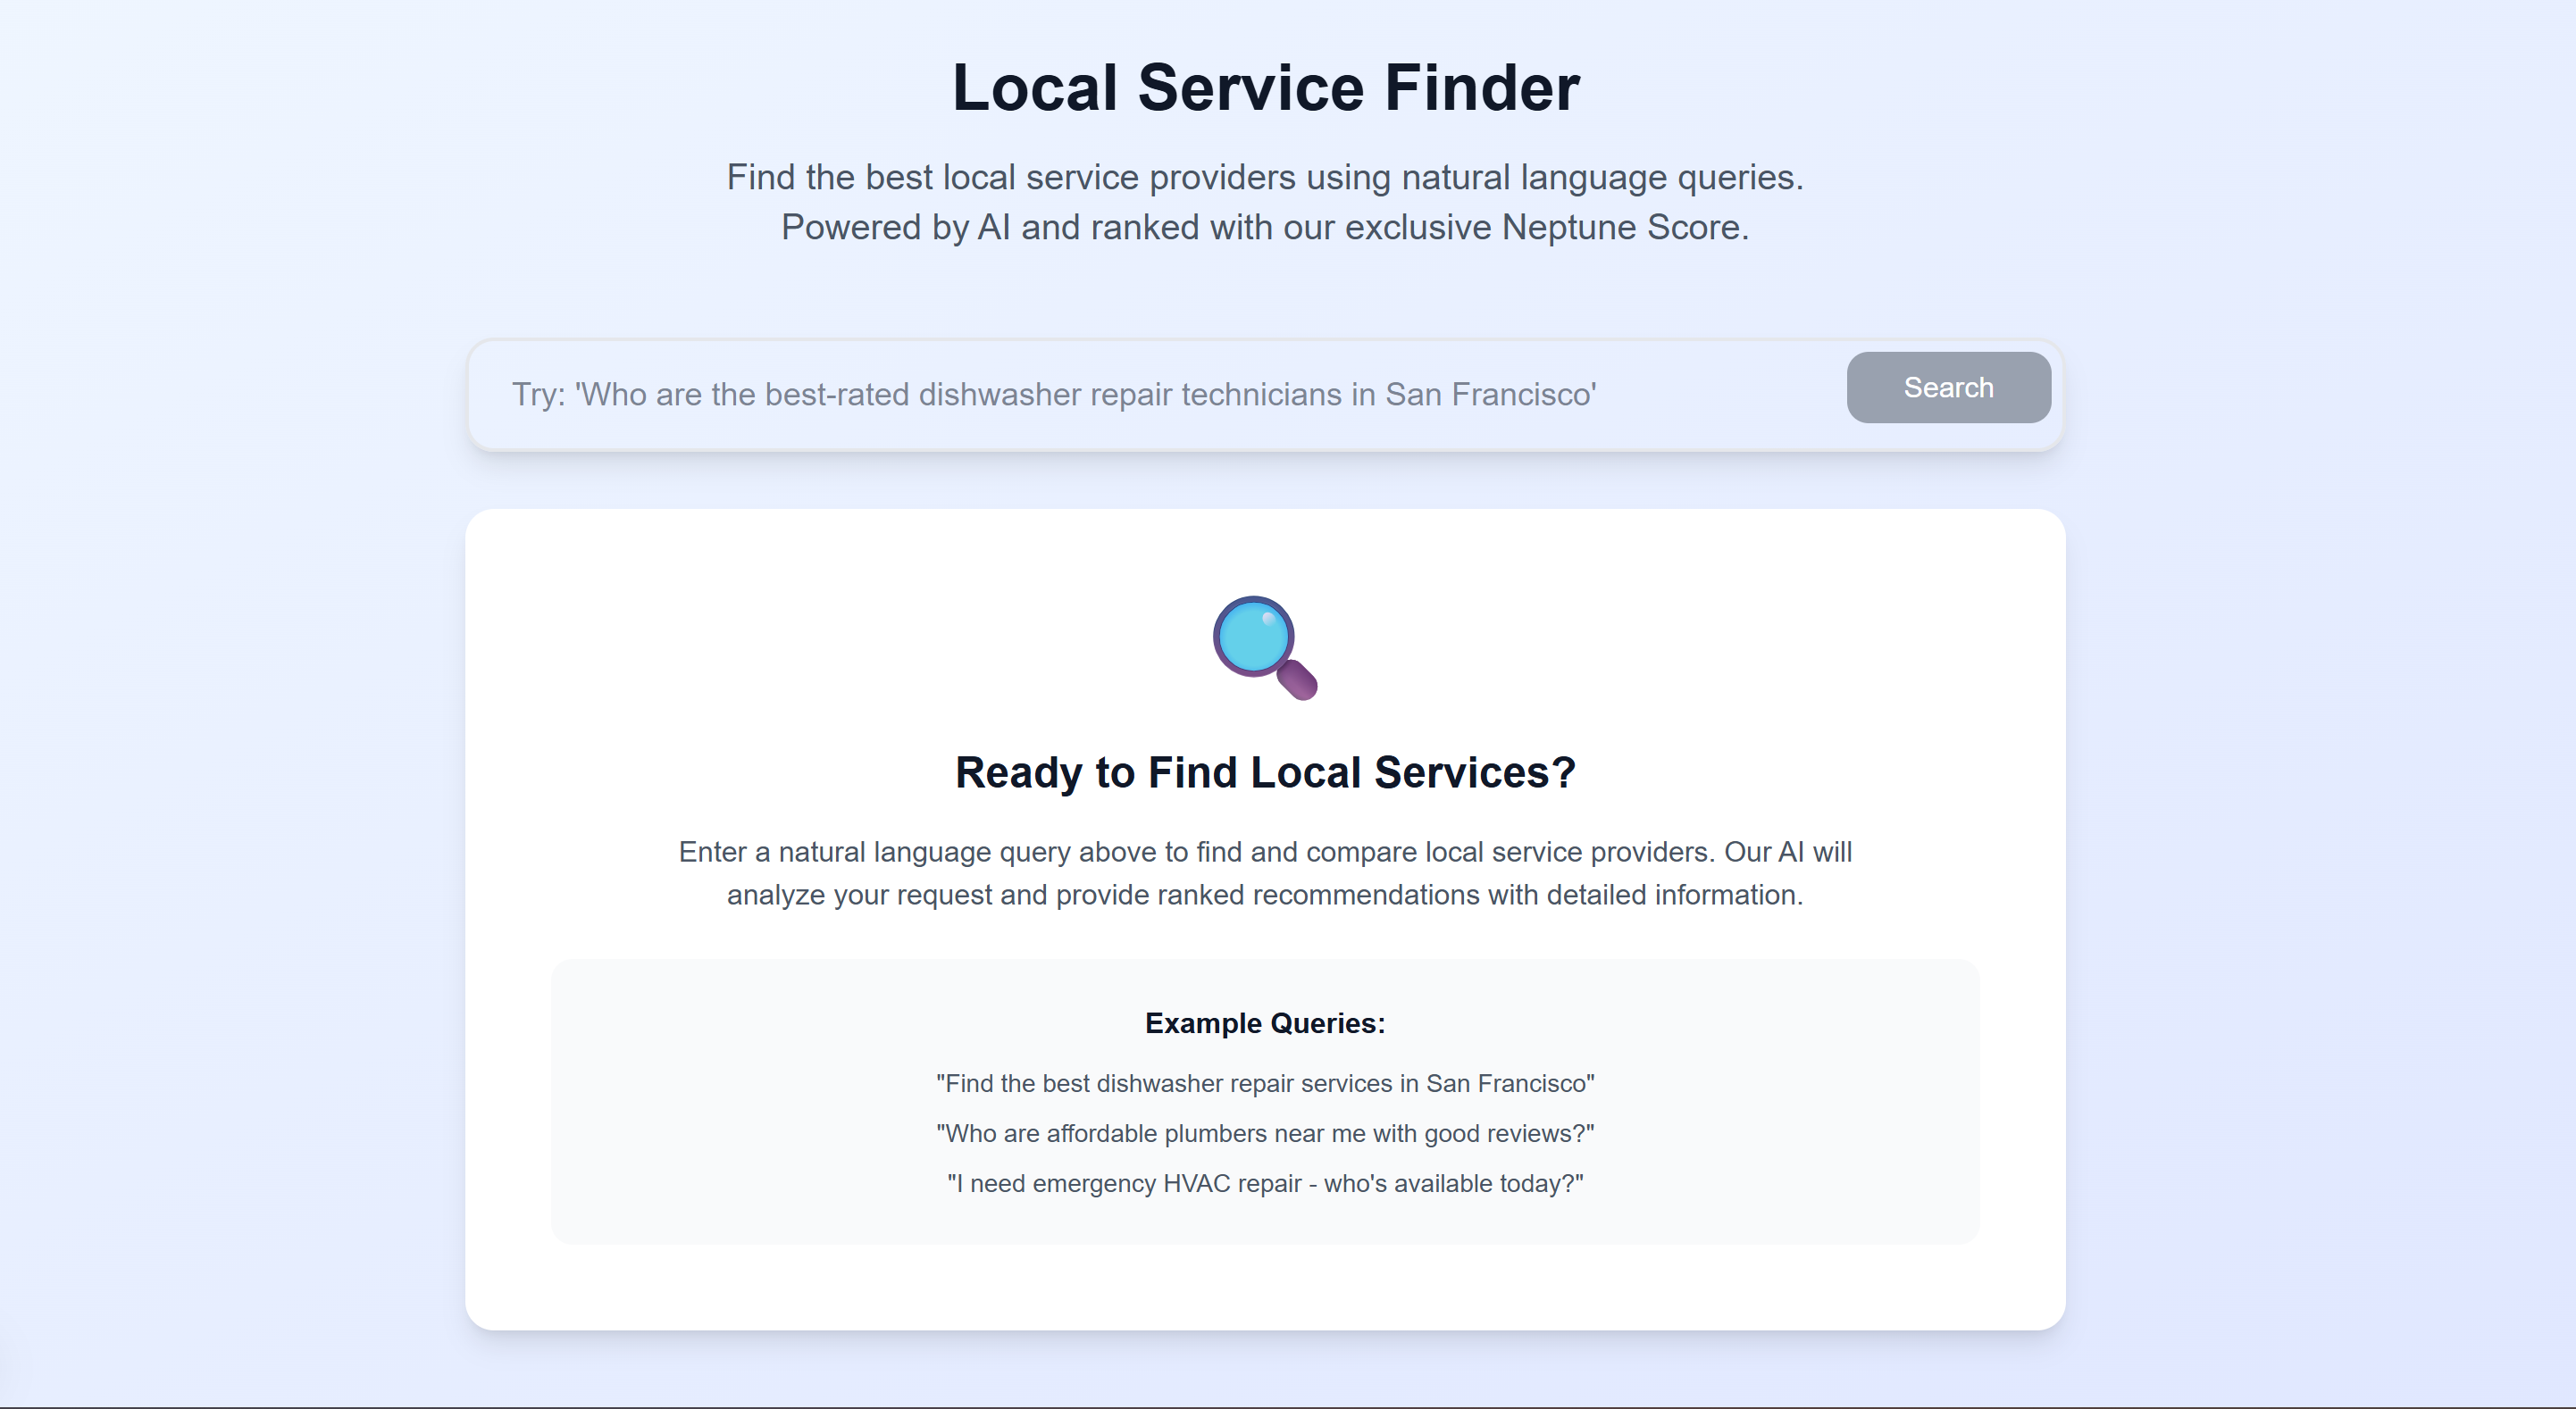 Local Service Finder
Find the best local service providers using natural language queries.
Powered by AI and ranked with our exclusive Neptune Score.
Try: 'Who are the best-rated dishwasher repair technicians in San Francisco'
Search
Ready to Find Local Services?
Enter a natural language query above to find and compare local service providers. Our AI will
analyze your request and provide ranked recommendations with detailed information.
Example Queries:
"Find the best dishwasher repair services in San Francisco"
"Who are affordable plumbers near me with good reviews?"
"I need emergency HVAC repair - who's available today?"